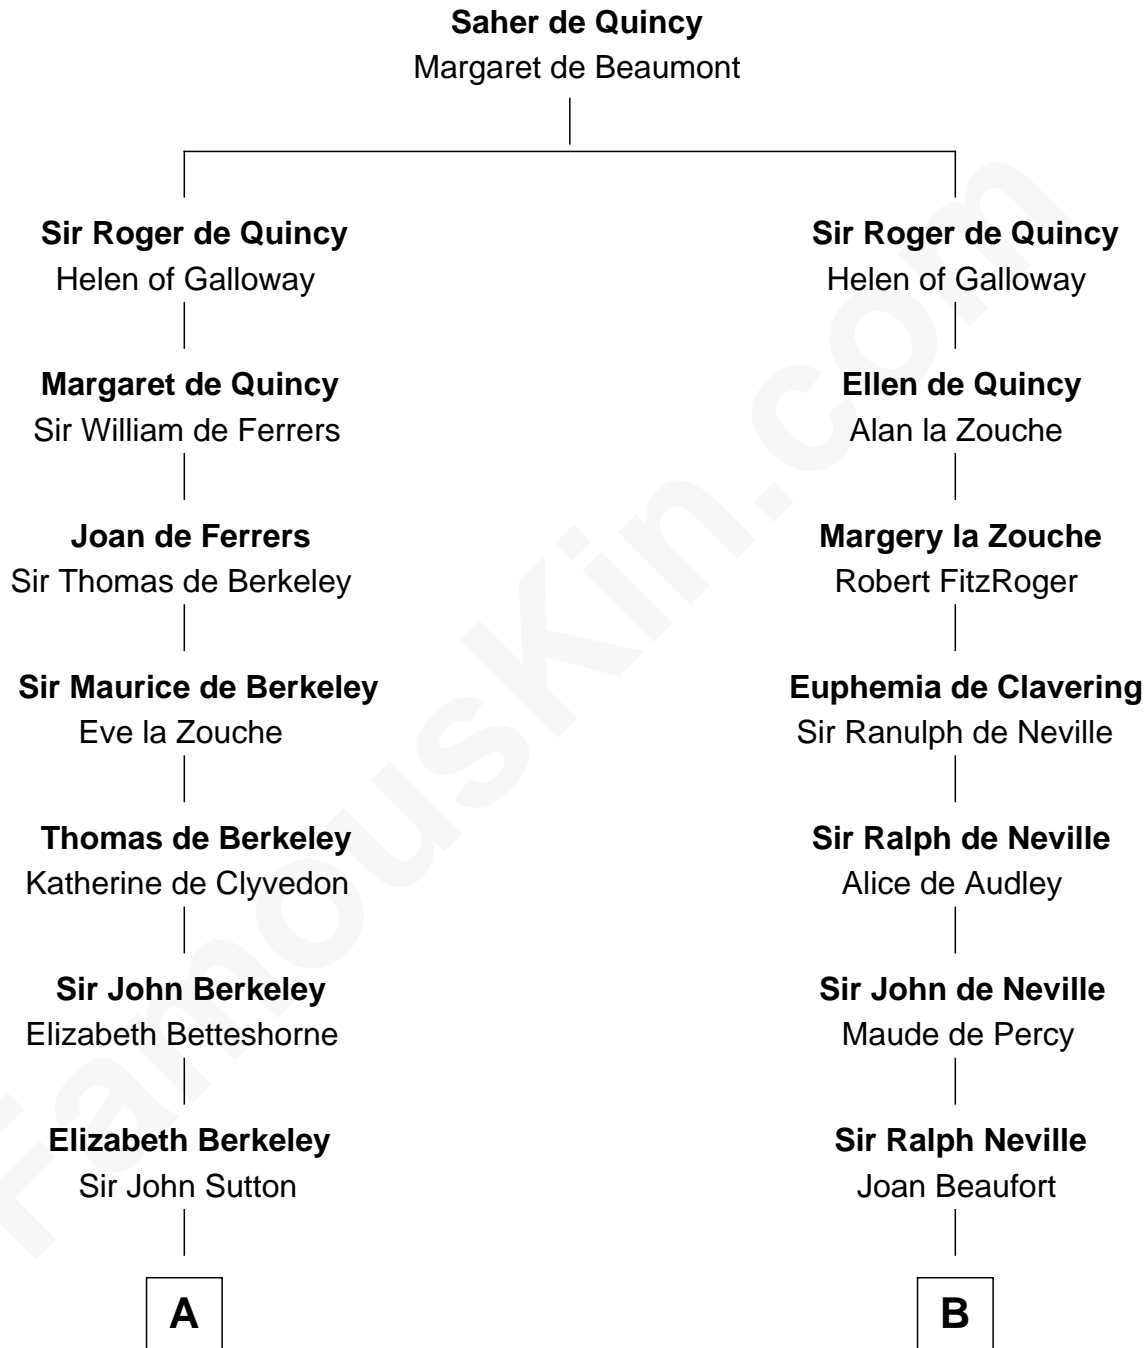 Saher de Quincy
Margaret de Beaumont
Sir Roger de Quincy
Helen of Galloway
Margaret de Quincy
Sir William de Ferrers
Joan de Ferrers
Sir Thomas de Berkeley
Sir Maurice de Berkeley
Eve la Zouche
Thomas de Berkeley
Katherine de Clyvedon
Sir John Berkeley
Elizabeth Betteshorne
Elizabeth Berkeley
Sir John Sutton
A
Sir Roger de Quincy
Helen of Galloway
Ellen de Quincy
Alan la Zouche
Margery la Zouche
Robert FitzRoger
Euphemia de Clavering
Sir Ranulph de Neville
Sir Ralph de Neville
Alice de Audley
Sir John de Neville
Maude de Percy
Sir Ralph Neville
Joan Beaufort
B
FamousKin.com